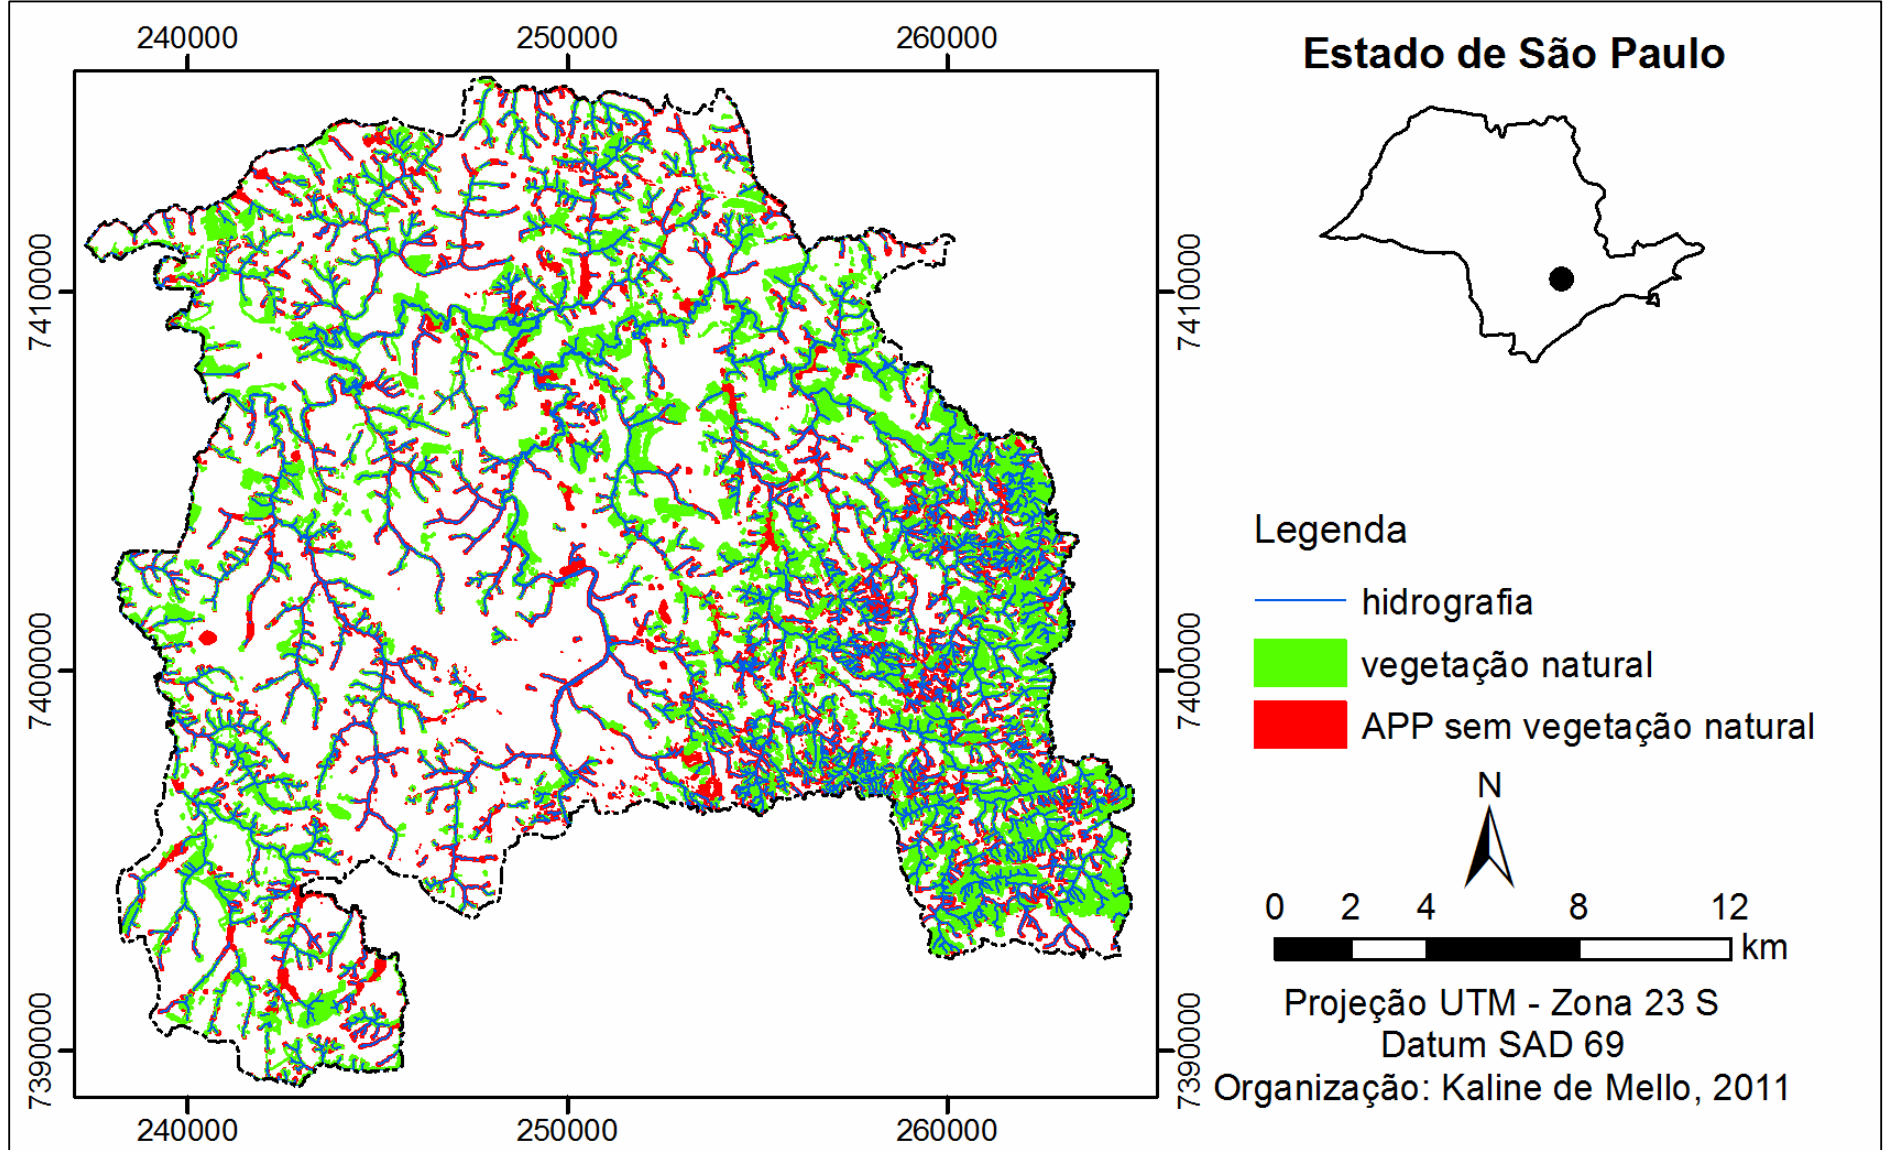 240000 250000 260000
Estado de São Paulo
7410000 7410000
7400000 7400000
7390000 7390000
240000 250000 260000
Legenda
hidrografia
vegetação natural
APP sem vegetação natural
N
0 2 4 8 12
km
Projeção UTM - Zona 23 S
Datum SAD 69
Organização: Kaline de Mello, 2011